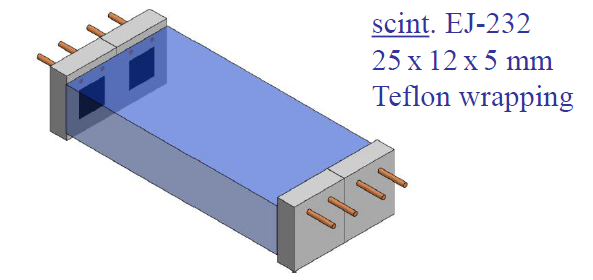 scint. EJ-232
25 x 12 x 5 mm
Teflon wrapping